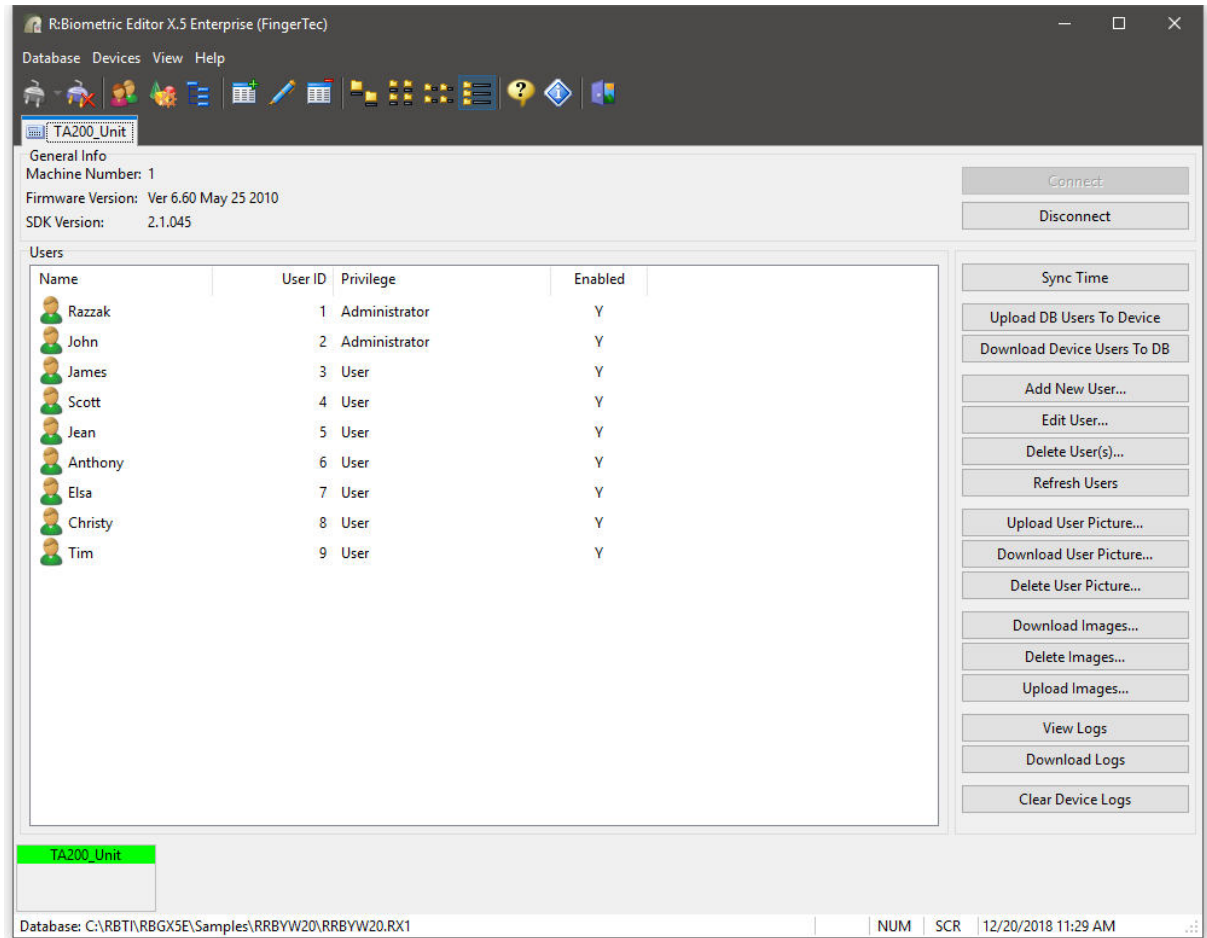 R:Biometric Editor X.5 Enterprise (FingerTec)
Database Devices View Help
TA200_Unit
General Info
Machine Number: 1
Firmware Version: Ver 6.60 May 25 2010
SDK Version: 2.1.045
Connect
Disconnect
Users
Name User ID Privilege Enabled
Razzak 1 Administrator Y
John 2 Administrator Y
James 3 User Y
Scott 4 User Y
Jean 5 User Y
Anthony 6 User Y
Elsa 7 User Y
Christy 8 User Y
Tim 9 User Y
Sync Time
Upload DB Users To Device
Download Device Users To DB
Add New User...
Edit User...
Delete User(s)...
Refresh Users
Upload User Picture...
Download User Picture...
Delete User Picture...
Download Images...
Delete Images...
Upload Images...
View Logs
Download Logs
Clear Device Logs
TA200_Unit
Database: C:\RBTI\RBGX5E\Samples\RRBYW20\RRBYW20.RX1 NUM SCR 12/20/2018 11:29 AM